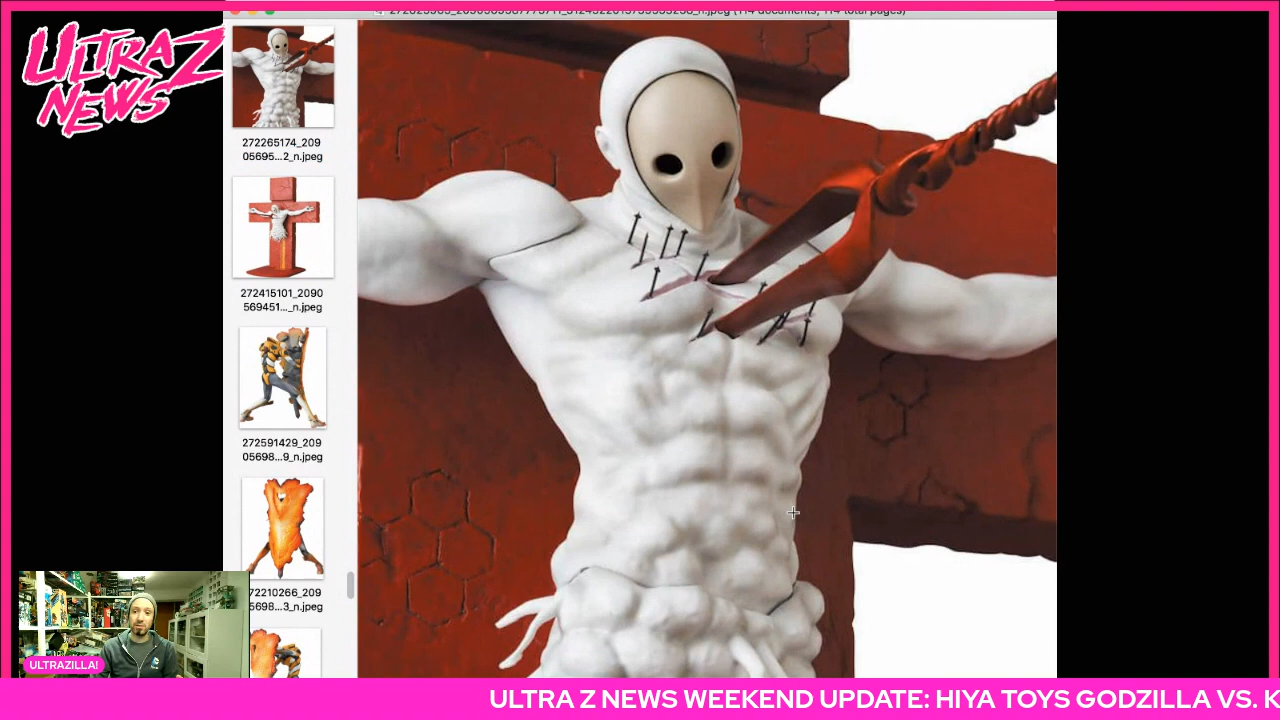 ULTRA Z
NEWS
272265174_209
05695...2_n.jpeg
272415101_2090
569451..._n.jpeg
272591429_209
05698...9_n.jpeg
72210266_209
5698...3_n.jpeg
ULTRAZILLA!
ULTRA Z NEWS WEEKEND UPDATE: HIYA TOYS GODZILLA VS. K